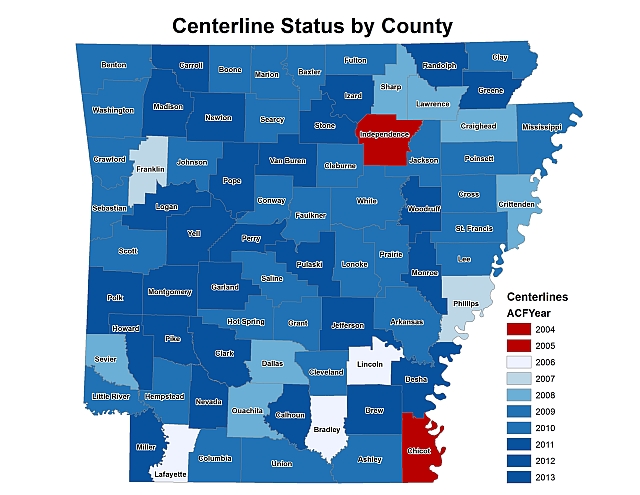 Centerline Status by County
Benton
Carroll
Boone
Marion
Baxter
Fulton
Sharp
Randolph
Clay
Greene
Washington
Madison
Newton
Searcy
Izard
Stone
Independence
Lawrence
Craighead
Mississippi
Crawford
Franklin
Johnson
Pope
Van Buren
Cleburne
Jackson
Poinsett
Sebastian
Logan
Conway
Faulkner
White
Woodruff
Cross
Crittenden
Scott
Yell
Perry
Pulaski
Lonoke
Prairie
Monroe
St. Francis
Lee
Polk
Montgomery
Garland
Saline
Phillips
Howard
Pike
Hot Spring
Grant
Jefferson
Arkansas
Sevier
Clark
Dallas
Cleveland
Lincoln
Desha
Little River
Hempstead
Nevada
Ouachita
Calhoun
Bradley
Drew
Chicot
Miller
Lafayette
Columbia
Union
Ashley
Centerlines
ACFYear
2004
2005
2006
2007
2008
2009
2010
2011
2012
2013